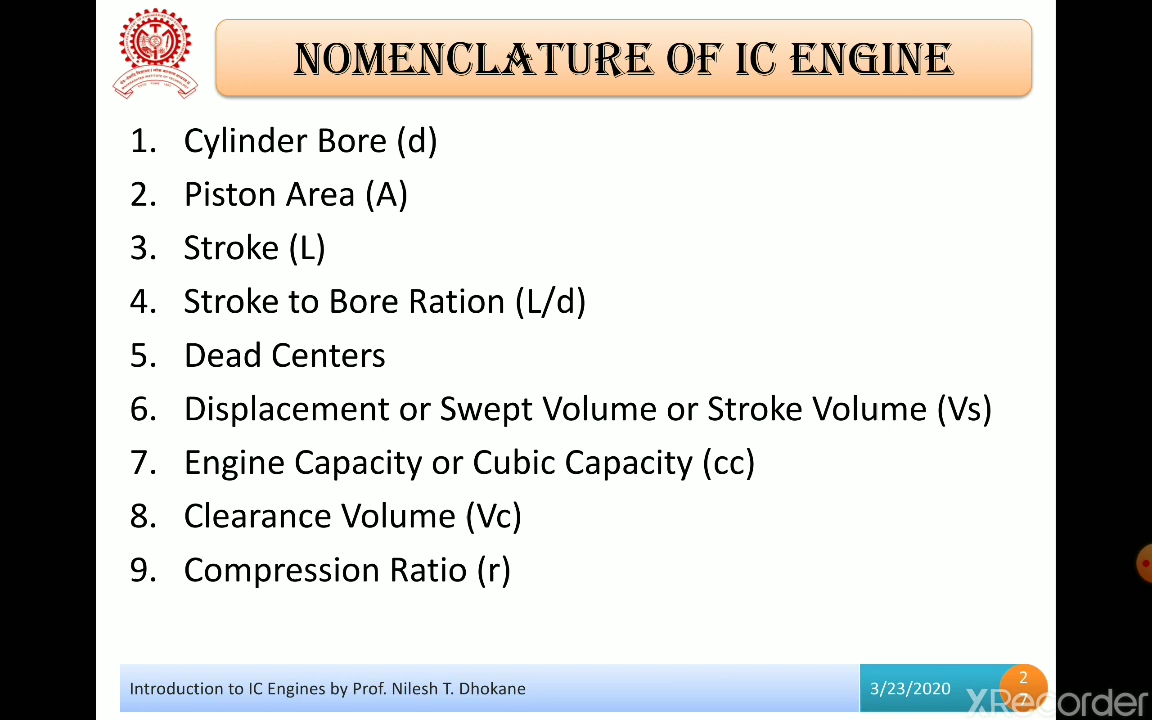 NOMENCLATURE OF IC ENGINE
1. Cylinder Bore (d)
2. Piston Area (A)
3. Stroke (L)
4. Stroke to Bore Ration (L/d)
5. Dead Centers
6. Displacement or Swept Volume or Stroke Volume (Vs)
7. Engine Capacity or Cubic Capacity (cc)
8. Clearance Volume (Vc)
9. Compression Ratio (r)
Introduction to IC Engines by Prof. Nilesh T. Dhokane
3/23/2020
2
7
XRecorder